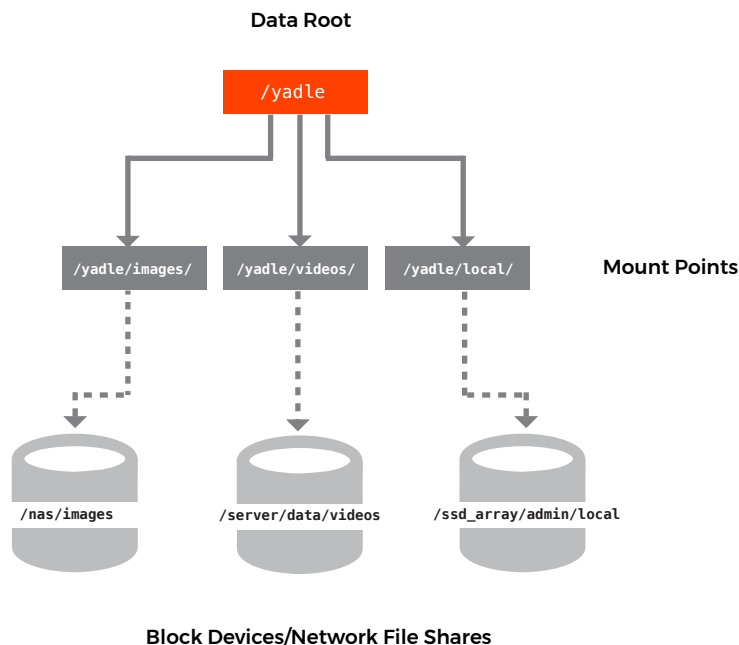 Data Root
/yadle
/yadle/images/
/yadle/videos/
/yadle/local/
Mount Points
/nas/images
/server/data/videos
/ssd_array/admin/local
Block Devices/Network File Shares